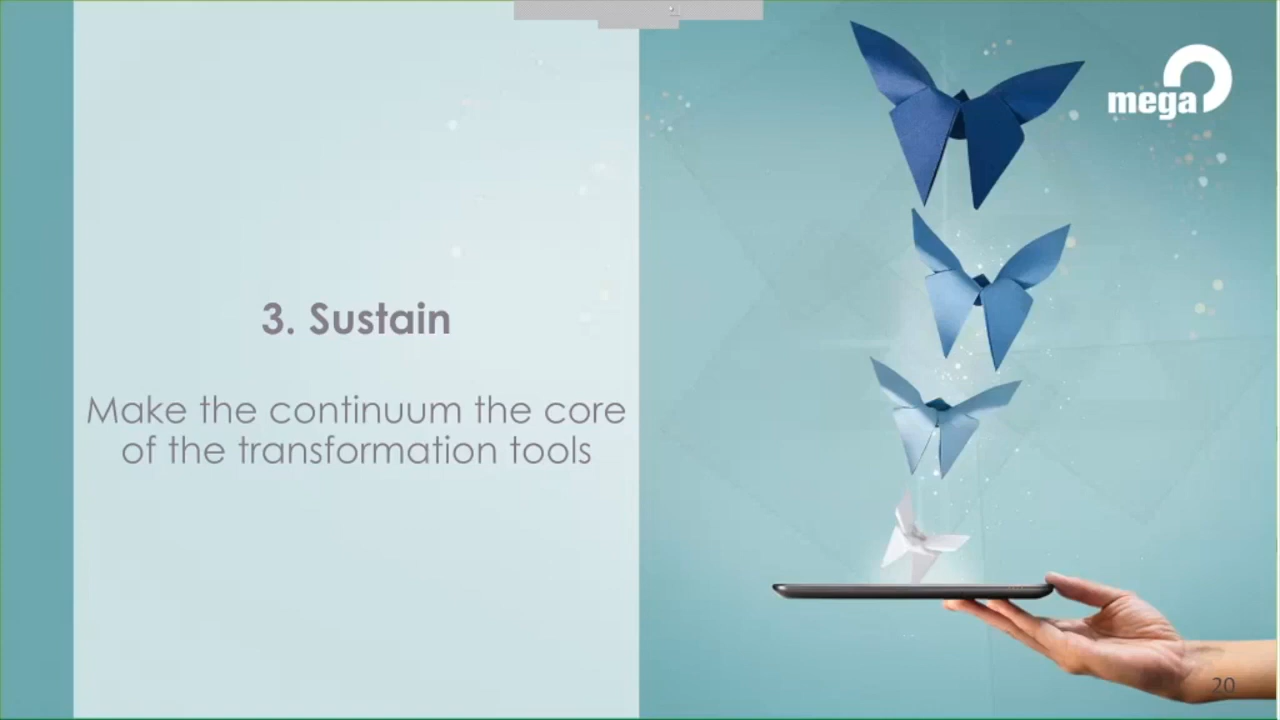 mega
3. Sustain
Make the continuum the core
of the transformation tools
20